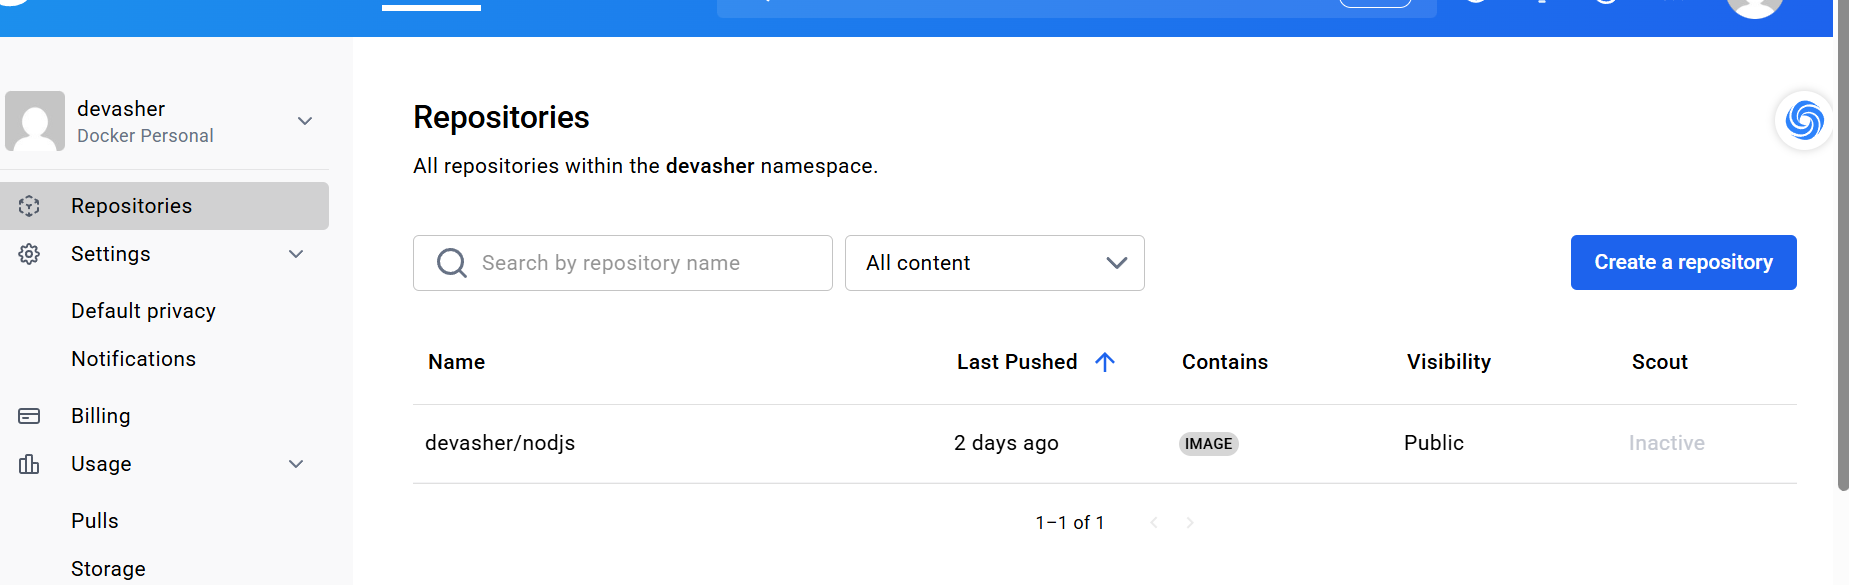 devasher
Docker Personal
Repositories
Settings
Default privacy
Notifications
Billing
Usage
Pulls
Storage
Repositories
All repositories within the devasher namespace.
Search by repository name
All content
Create a repository
Name Last Pushed Contains Visibility Scout
devasher/nodjs 2 days ago IMAGE Public Inactive
1–1 of 1